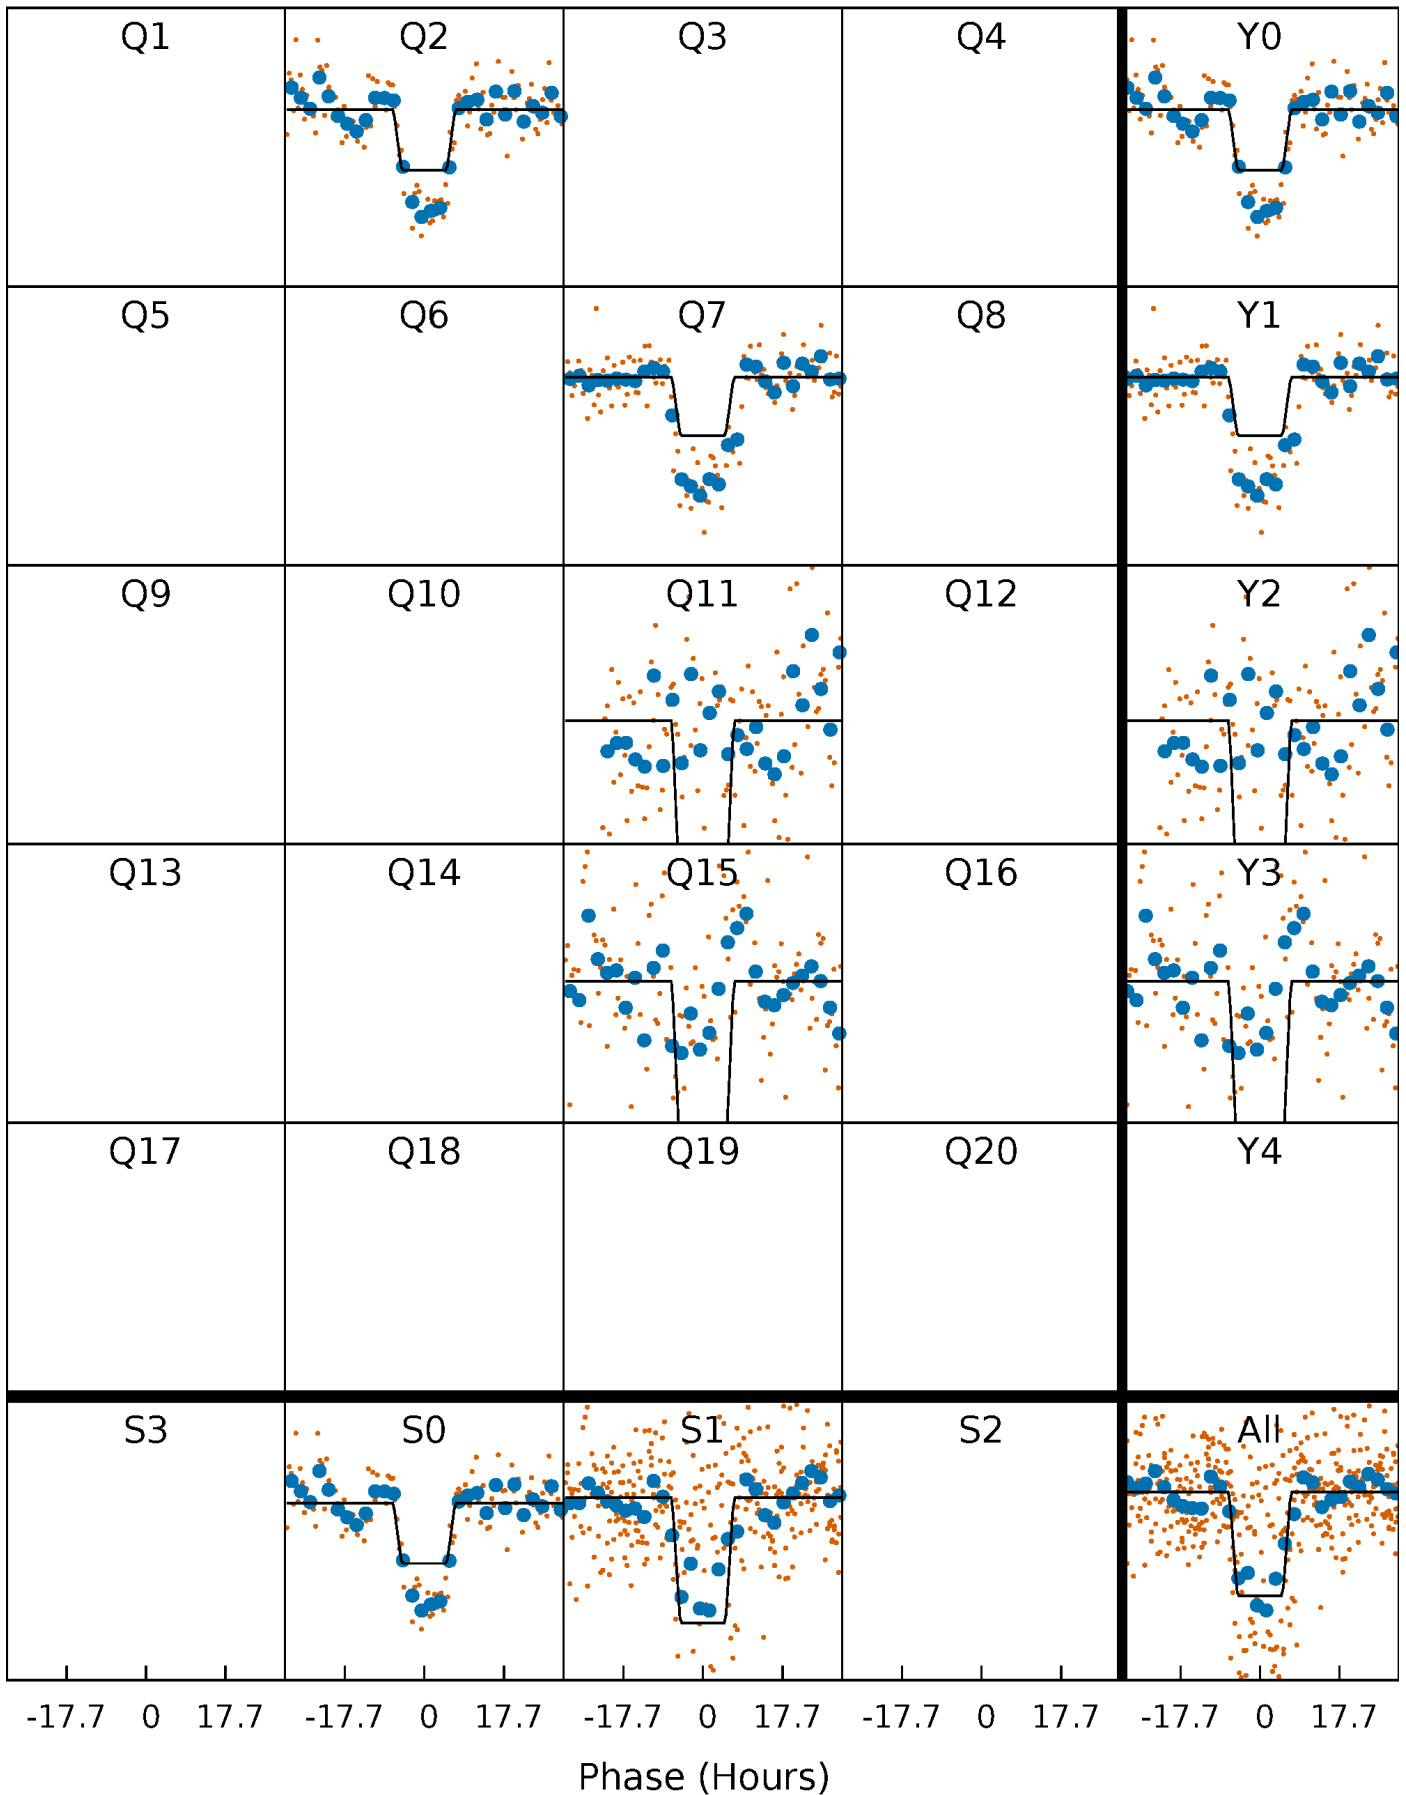 Q1 Q2 Q3 Q4 Y0
Q5 Q6 Q7 Q8 Y1
Q9 Q10 Q11 Q12 Y2
Q13 Q14 Q15 Q16 Y3
Q17 Q18 Q19 Q20 Y4
S3 S0 S1 S2 All
-17.7 0 17.7 -17.7 0 17.7 -17.7 0 17.7 -17.7 0 17.7 -17.7 0 17.7
Phase (Hours)